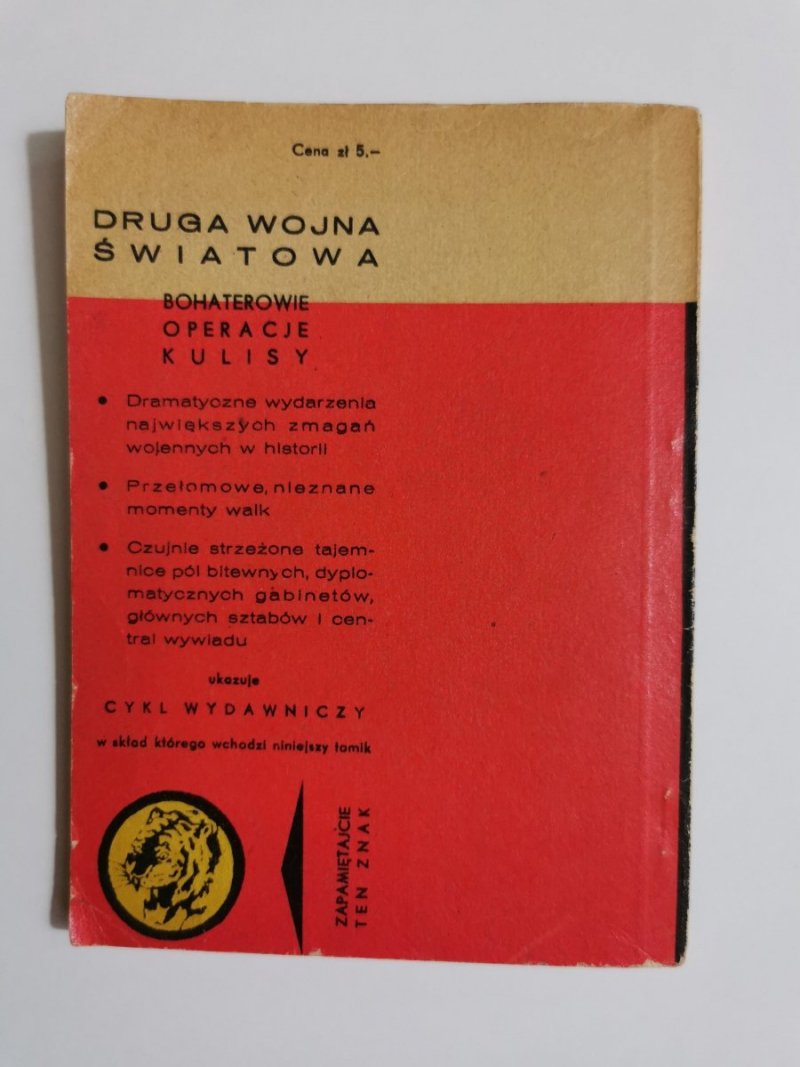 Cena zł 5,–
DRUGA WOJNA
ŚWIATOWA
BOHATEROWIE
OPERACJE
KULISY
• Dramatyczne wydarzenia
największych zmagań
wojennych w historii
• Przełomowe, nieznane
momenty walk
• Czujnie strzeżone tajem-
nice pól bitewnych, dyplo-
matycznych gabinetów,
głównych sztabów i cen-
tral wywiadu
ukazuje
CYKL WYDAWNICZY
w skład którego wchodzi niniejszy tomik
ZAPAMIĘTAJCIE
TEN ZNAK